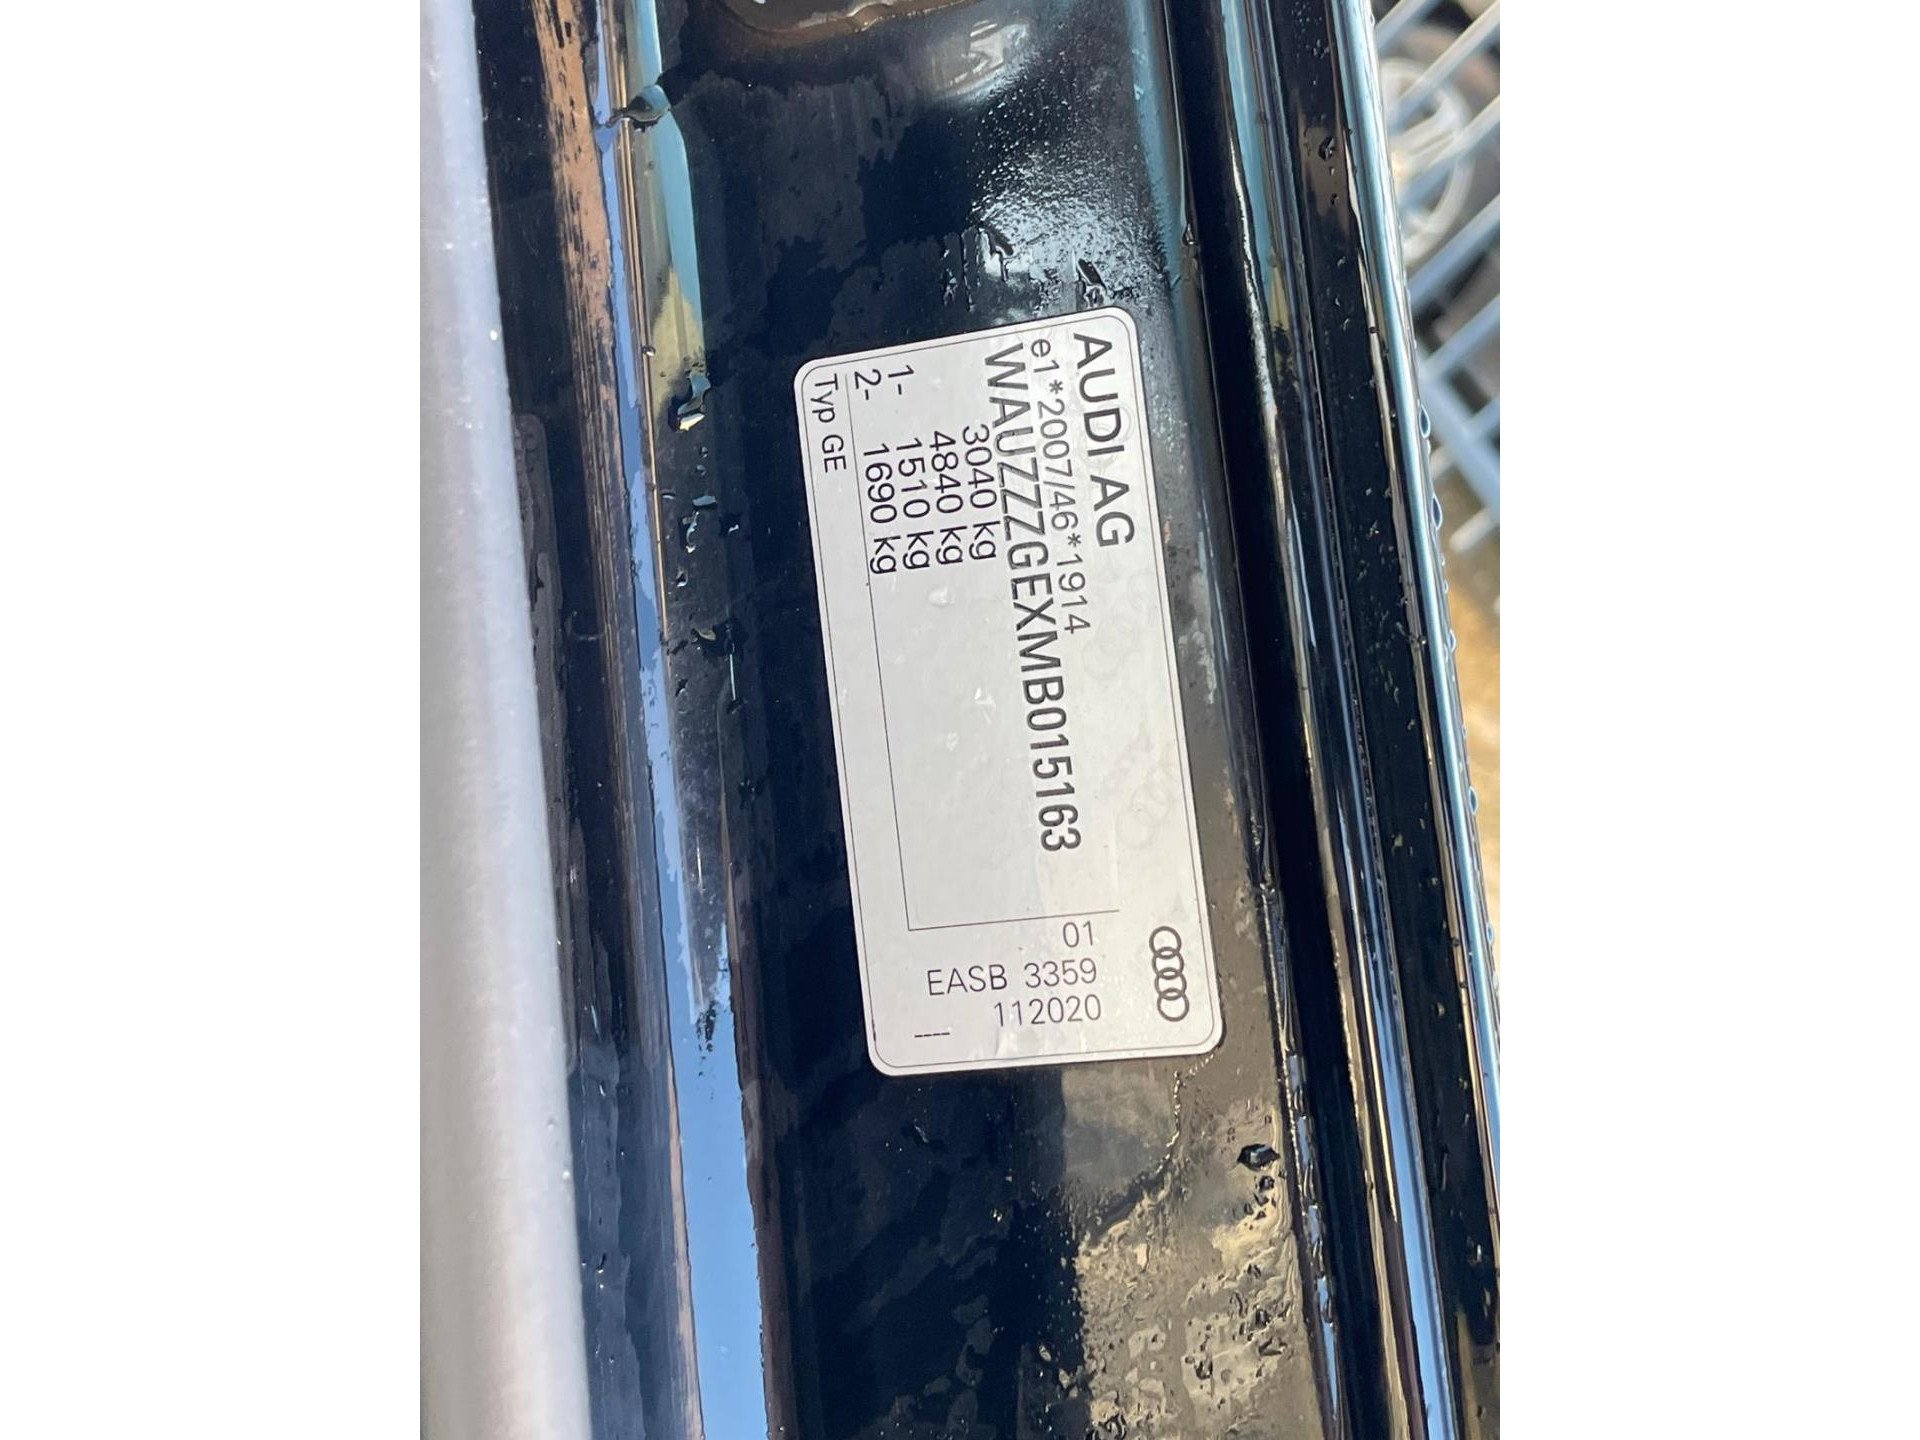 AUDI AG
e1*2007/46*1914
WAUZZZGEXMB015163
3040 kg
4840 kg
1- 1510 kg
2- 1690 kg
Typ GE
01
EASB 3359
112020
----